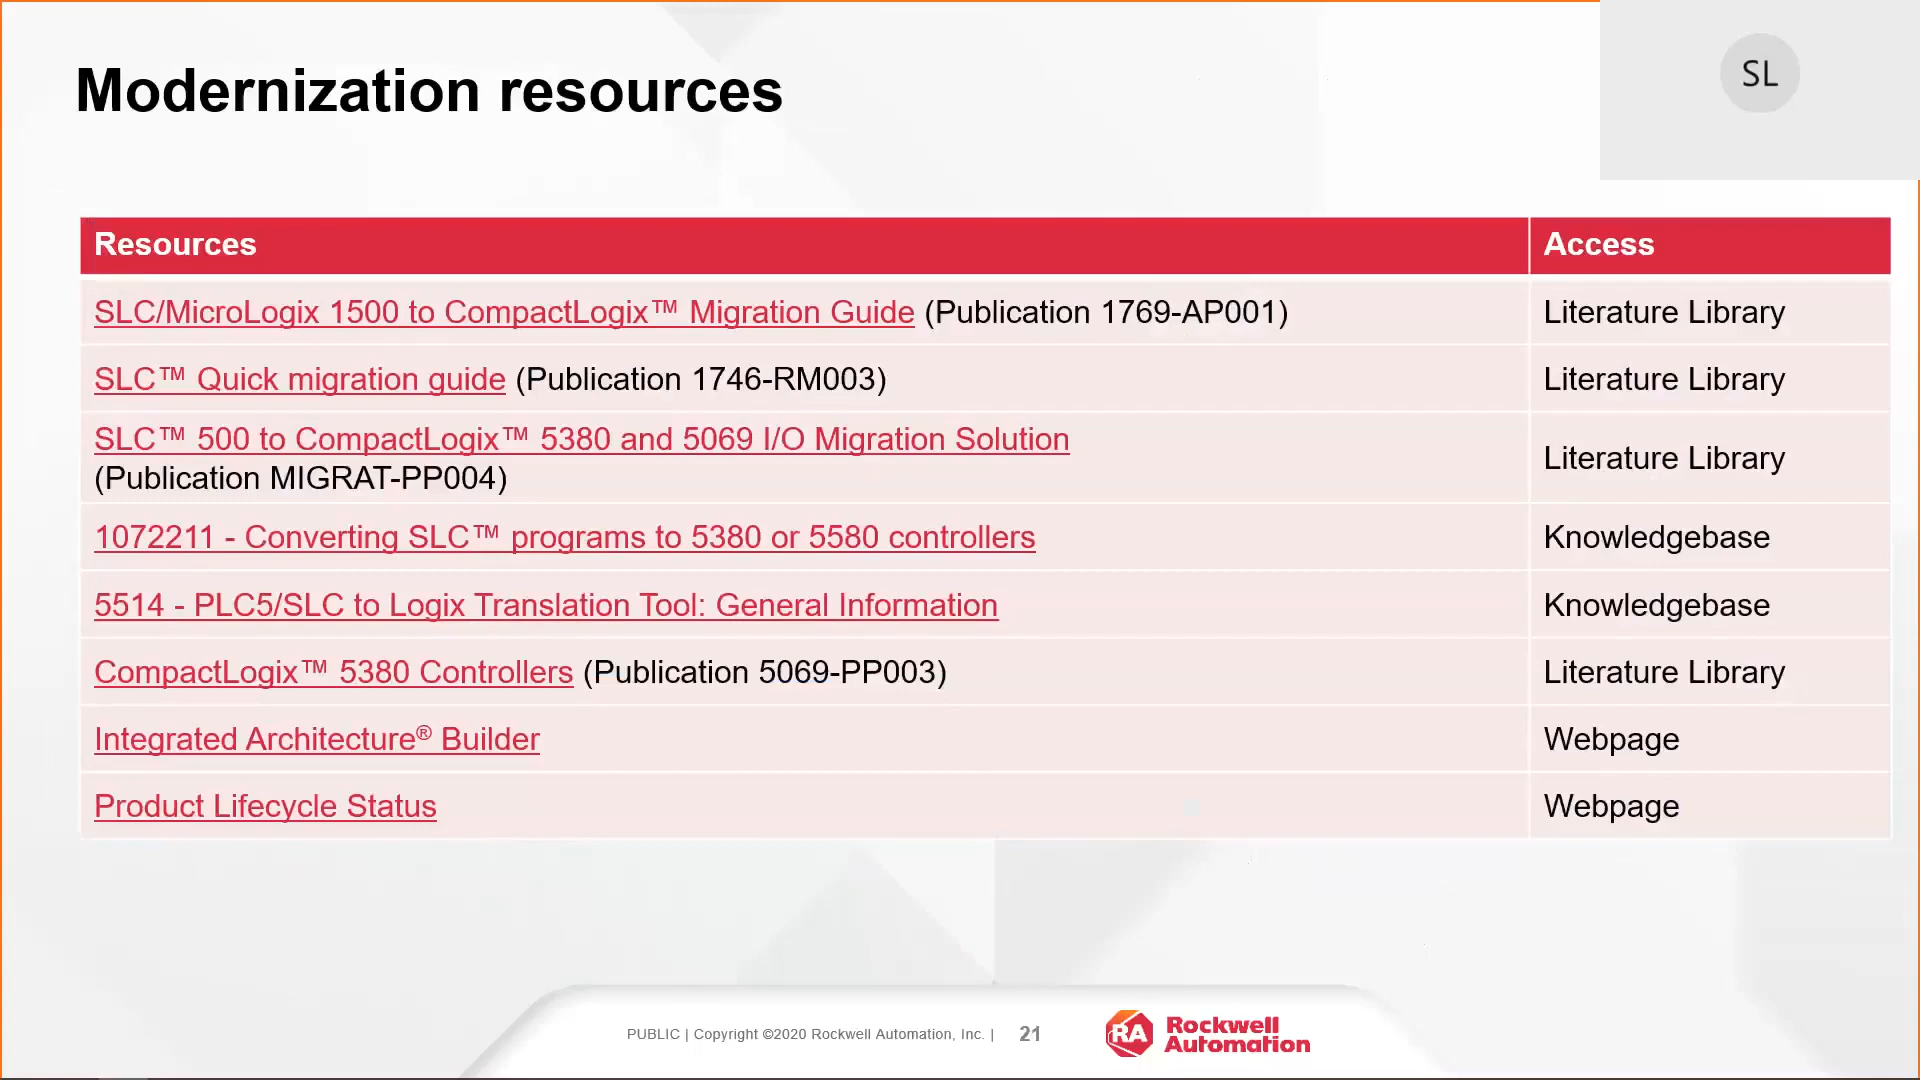 Modernization resources
SL
Resources
Access
SLC/MicroLogix 1500 to CompactLogix™ Migration Guide (Publication 1769-AP001)
Literature Library
SLC™ Quick migration guide (Publication 1746-RM003)
Literature Library
SLC™ 500 to CompactLogix™ 5380 and 5069 I/O Migration Solution
(Publication MIGRAT-PP004)
Literature Library
1072211 - Converting SLC™ programs to 5380 or 5580 controllers
Knowledgebase
5514 - PLC5/SLC to Logix Translation Tool: General Information
Knowledgebase
CompactLogix™ 5380 Controllers (Publication 5069-PP003)
Literature Library
Integrated Architecture® Builder
Webpage
Product Lifecycle Status
Webpage
PUBLIC | Copyright ©2020 Rockwell Automation, Inc. | 21
RA
Rockwell
Automation